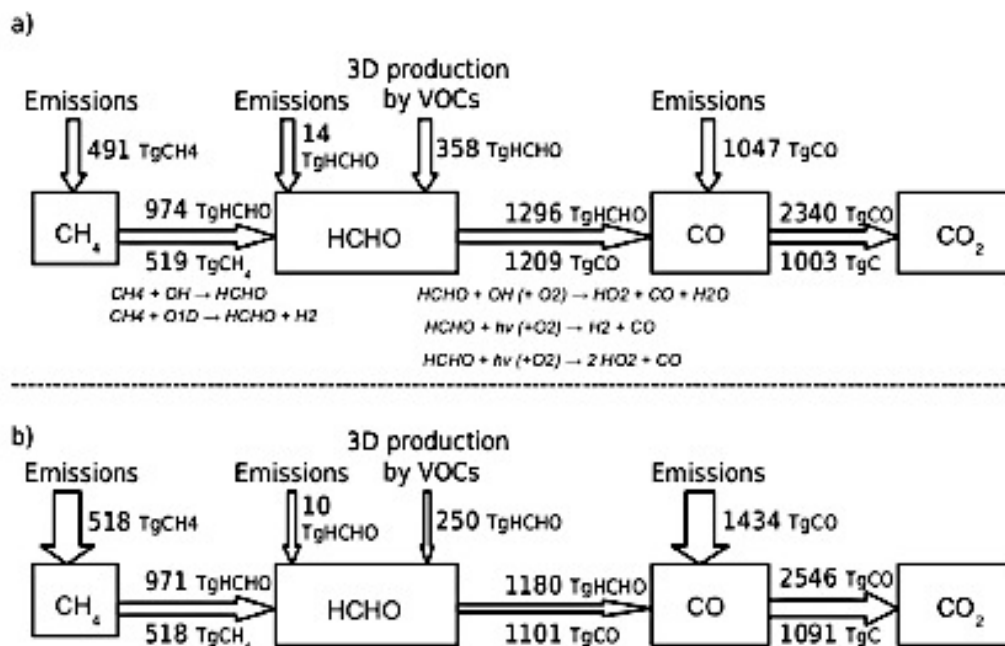 a)
3D production
Emissions Emissions by VOCs Emissions
491 TgCH4
14
TgHCHO
358 TgHCHO
1047 TgCO
974 TgHCHO
1296 TgHCHO
2340 TgCO
CH4
HCHO
CO
CO2
519 TgCH4
1209 TgCO
1003 TgC
CH4 + OH → HCHO
CH4 + O1D → HCHO + H2
HCHO + OH (+ O2) → HO2 + CO + H2O
HCHO + hv (+O2) → H2 + CO
HCHO + hv (+O2) → 2 HO2 + CO
b)
3D production
Emissions Emissions by VOCs Emissions
518 TgCH4
10
TgHCHO
250 TgHCHO
1434 TgCO
971 TgHCHO
1180 TgHCHO
2546 TgCO
CH4
HCHO
CO
CO2
518 TgCH4
1101 TgCO
1091 TgC